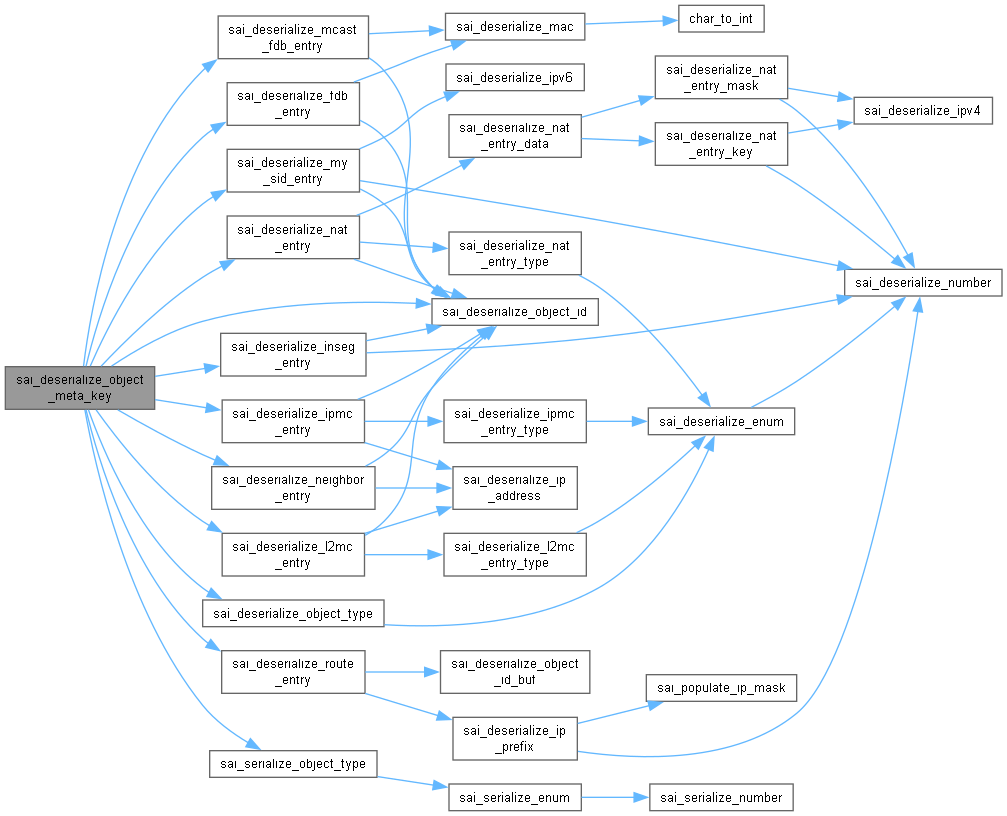 sai_deserialize_object
_meta_key
sai_deserialize_mcast
_fdb_entry
sai_deserialize_fdb
_entry
sai_deserialize_my
_sid_entry
sai_deserialize_nat
_entry
sai_deserialize_inseg
_entry
sai_deserialize_ipmc
_entry
sai_deserialize_neighbor
_entry
sai_deserialize_l2mc
_entry
sai_deserialize_object_type
sai_deserialize_route
_entry
sai_serialize_object_type
sai_deserialize_mac
sai_deserialize_ipv6
sai_deserialize_nat
_entry_data
sai_deserialize_nat
_entry_type
sai_deserialize_object_id
sai_deserialize_ipmc
_entry_type
sai_deserialize_ip
_address
sai_deserialize_l2mc
_entry_type
sai_deserialize_object
_id_buf
sai_deserialize_ip
_prefix
sai_serialize_enum
char_to_int
sai_deserialize_nat
_entry_mask
sai_deserialize_nat
_entry_key
sai_deserialize_enum
sai_populate_ip_mask
sai_serialize_number
sai_deserialize_ipv4
sai_deserialize_number